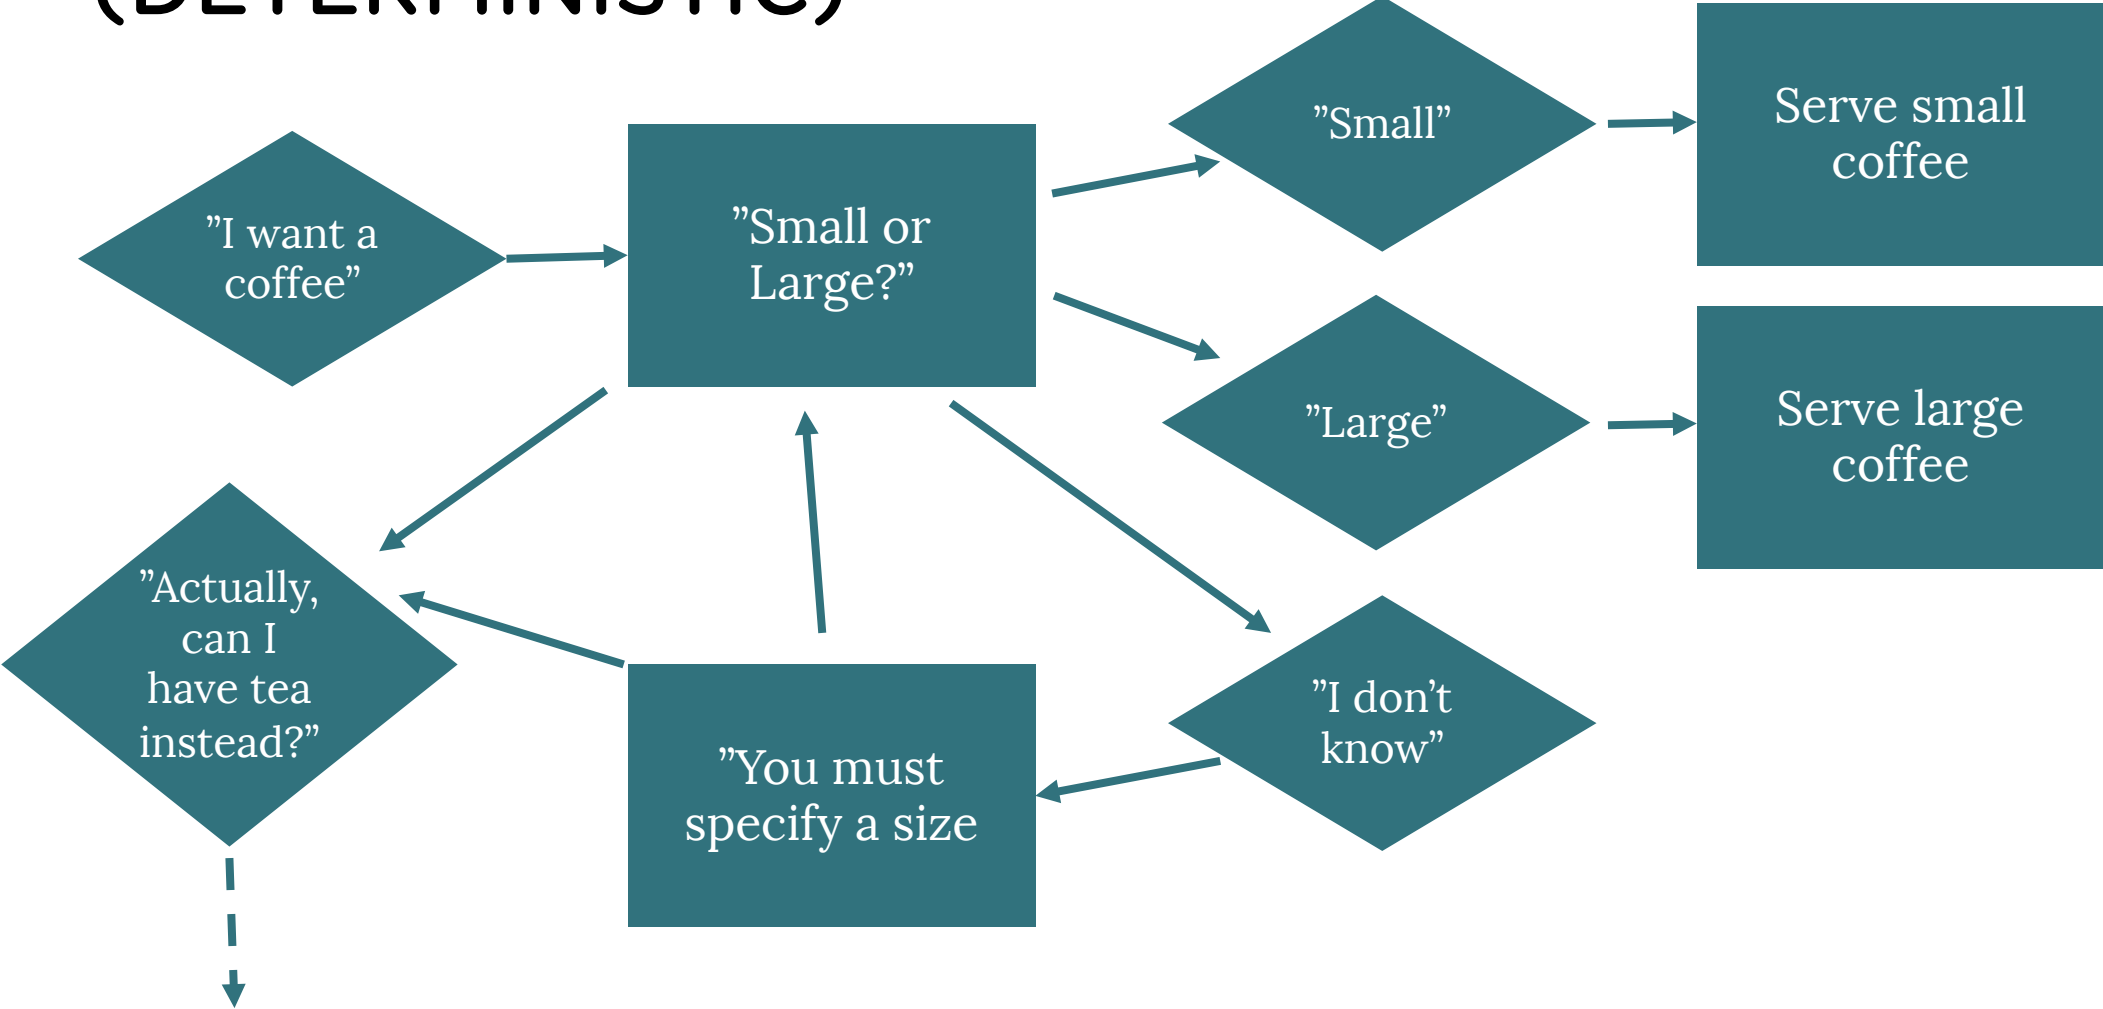 (DETERMINISTIC)
”I want a
coffee”
”Small or
Large?”
”Small”
Serve small
coffee
”Large”
Serve large
coffee
”Actually,
can I
have tea
instead?”
”You must
specify a size
”I don’t
know”